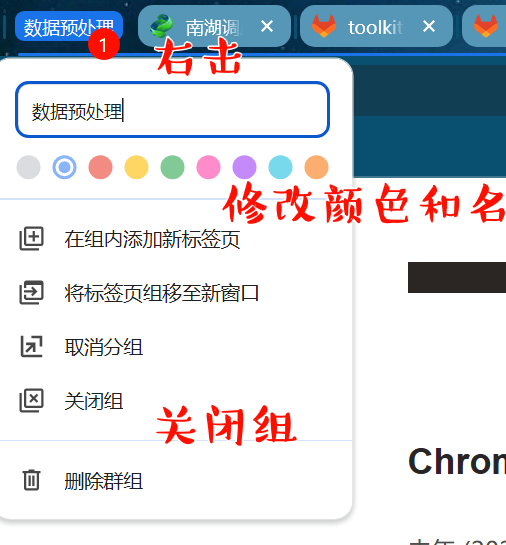 数据预处理 南湖调 toolkit
1
右击
数据预处理
修改颜色和名
在组内添加新标签页
将标签页组移至新窗口
取消分组
关闭组
关闭组
Chron
删除群组